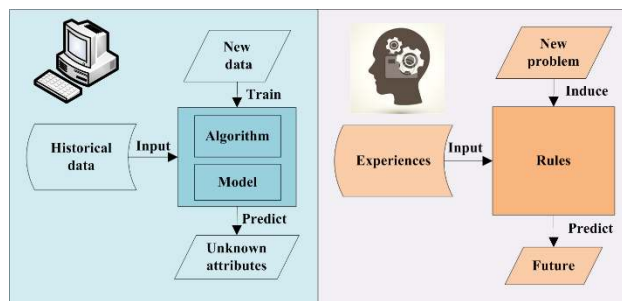 New
data
Train
Historical
data
Input
Algorithm
Model
Predict
Unknown
attributes
New
problem
Induce
Experiences
Input
Rules
Predict
Future